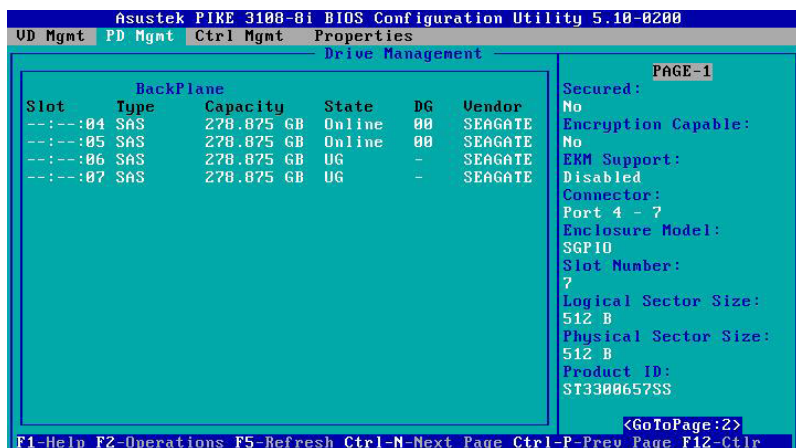 Asustek PIKE 3108-8i BIOS Configuration Utility 5.10-0200
VD Mgmt PD Mgmt Ctrl Mgmt Properties
Drive Management
BackPlane
Slot Type Capacity State DG Vendor
--:--:04 SAS 278.875 GB Online 00 SEAGATE
--:--:05 SAS 278.875 GB Online 00 SEAGATE
--:--:06 SAS 278.875 GB UG - SEAGATE
--:--:07 SAS 278.875 GB UG - SEAGATE
PAGE-1
Secured:
No
Encryption Capable:
No
EKM Support:
Disabled
Connector:
Port 4 - 7
Enclosure Model:
SGPIO
Slot Number:
7
Logical Sector Size:
512 B
Physical Sector Size:
512 B
Product ID:
ST3300657SS
<GoToPage:2>
F1-Help F2-Operations F5-Refresh Ctrl-N-Next Page Ctrl-P-Prev Page F12-Ctlr